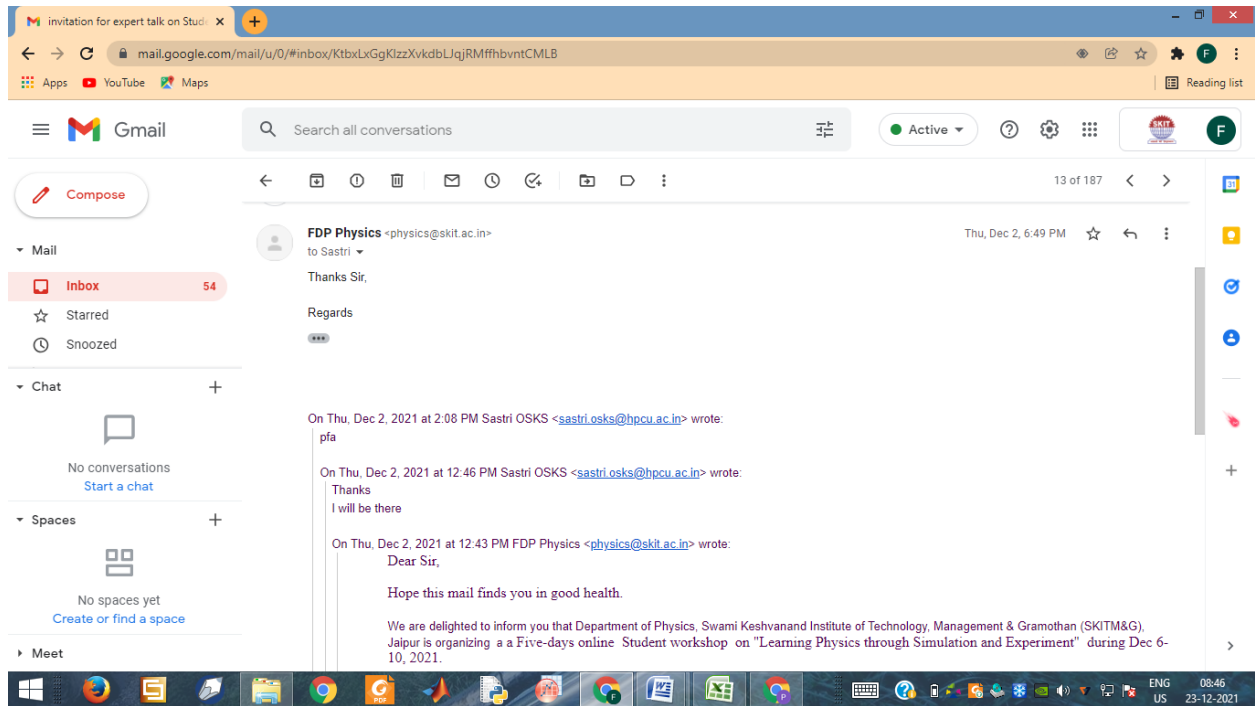 invitation for expert talk on Stude
mail.google.com/mail/u/0/#inbox/KtbxLxGgKlzzXvkdbLJqjRMffhbvntCMLB
Apps YouTube Maps Reading list
Gmail Search all conversations Active SKIT F
Compose 13 of 187
Mail
Inbox 54
Starred
Snoozed
Chat
No conversations
Start a chat
Spaces
No spaces yet
Create or find a space
Meet
FDP Physics <physics@skit.ac.in> Thu, Dec 2, 6:49 PM
to Sastri
Thanks Sir,
Regards
On Thu, Dec 2, 2021 at 2:08 PM Sastri OSKS <sastri.osks@hpcu.ac.in> wrote:
pfa
On Thu, Dec 2, 2021 at 12:46 PM Sastri OSKS <sastri.osks@hpcu.ac.in> wrote:
Thanks
I will be there
On Thu, Dec 2, 2021 at 12:43 PM FDP Physics <physics@skit.ac.in> wrote:
Dear Sir,
Hope this mail finds you in good health.
We are delighted to inform you that Department of Physics, Swami Keshvanand Institute of Technology, Management & Gramothan (SKITM&G),
Jaipur is organizing a a Five-days online Student workshop on "Learning Physics through Simulation and Experiment" during Dec 6-
10, 2021.
31
ENG 08:46
US 23-12-2021